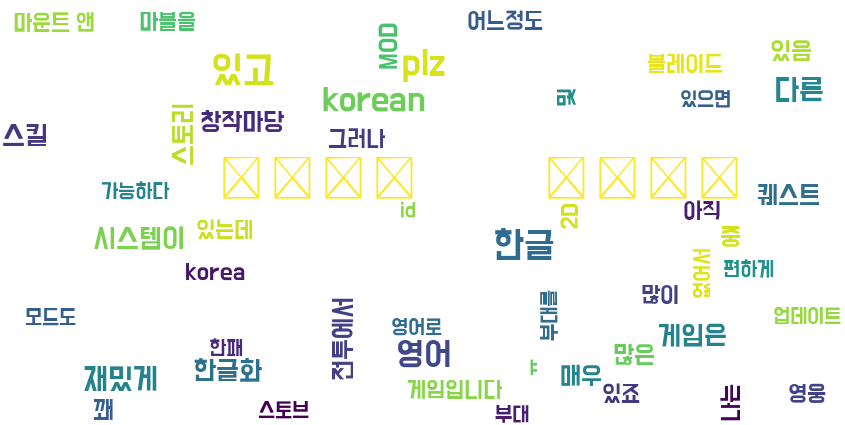 마운트 앤
마블을
어느정도
MOD
있고
plz
블레이드
있음
korean
및
있으면
다른
스킬
스토리
창작마당
그러나
가능하다
id
2D
아직
퀘스트
시스템이
있는데
한글
중
korea
없어요
편하게
많이
모드도
전투에서
영어로
부대를
업데이트
한패
영어
게임은
재밌게
한글화
많은
매우
게임입니다
있죠
영웅
꽤
스토브
부대